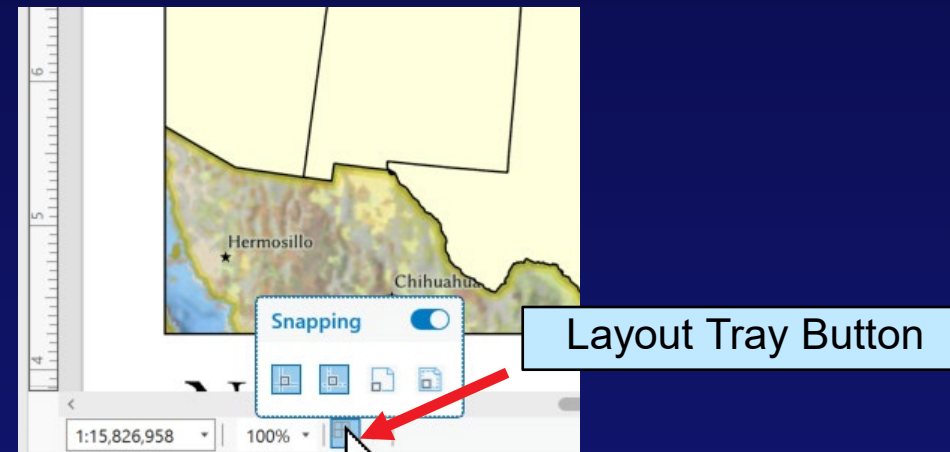 6
5
4
Hermosillo
Chihuahua
Snapping
Layout Tray Button
1:15,826,958
100%